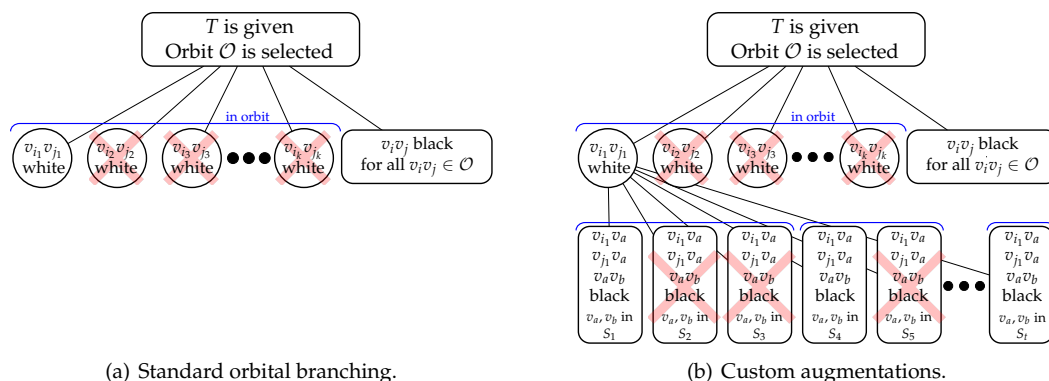 T is given
Orbit O is selected
in orbit
v_{i_1}v_{j_1}
white
v_{i_2}v_{j_2}
white
v_{i_3}v_{j_3}
white
v_{i_k}v_{j_k}
white
v_iv_j black
for all v_iv_j ∈ O
(a) Standard orbital branching.
T is given
Orbit O is selected
in orbit
v_{i_1}v_{j_1}
white
v_{i_2}v_{j_2}
white
v_{i_3}v_{j_3}
white
v_{i_k}v_{j_k}
white
v_iv_j black
for all v_iv_j ∈ O
v_{i_1}v_a
v_{j_1}v_a
v_av_b
black
v_a, v_b in
S_1
v_{i_1}v_a
v_{j_1}v_a
v_av_b
black
v_a, v_b in
S_2
v_{i_1}v_a
v_{j_1}v_a
v_av_b
black
v_a, v_b in
S_3
v_{i_1}v_a
v_{j_1}v_a
v_av_b
black
v_a, v_b in
S_4
v_{i_1}v_a
v_{j_1}v_a
v_av_b
black
v_a, v_b in
S_5
v_{i_1}v_a
v_{j_1}v_a
v_av_b
black
v_a, v_b in
S_t
(b) Custom augmentations.